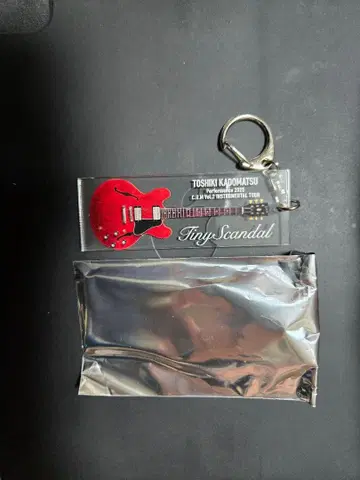 TOSHIKI KADOMATSU
Performance 2025
C.U.M Vol.2 INSTRUMENTAL TOUR
Tiny Scandal